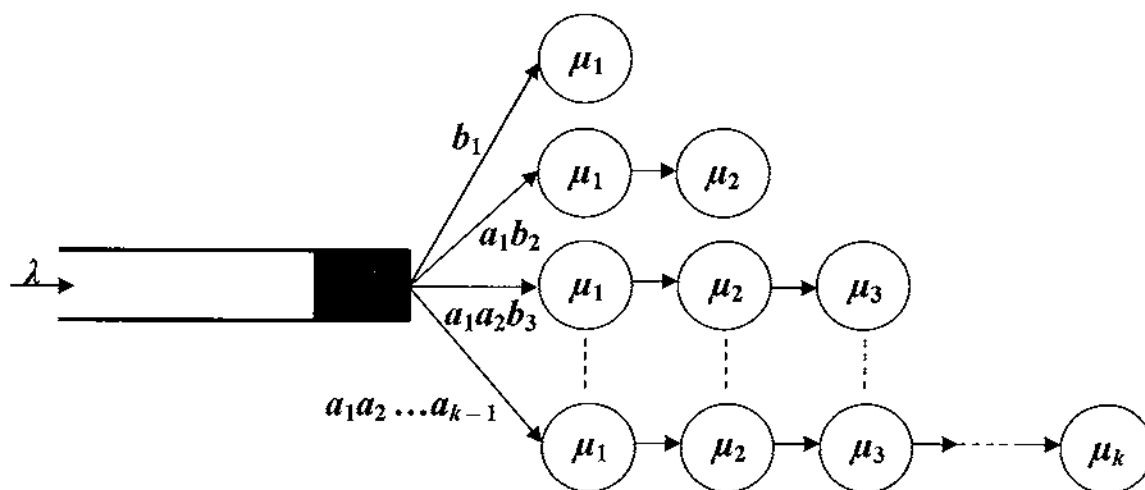 μ₁
b₁
μ₁ μ₂
a₁b₂
λ
μ₁ μ₂ μ₃
a₁a₂b₃
a₁a₂ …aₖ₋₁
μ₁ μ₂ μ₃ μₖ